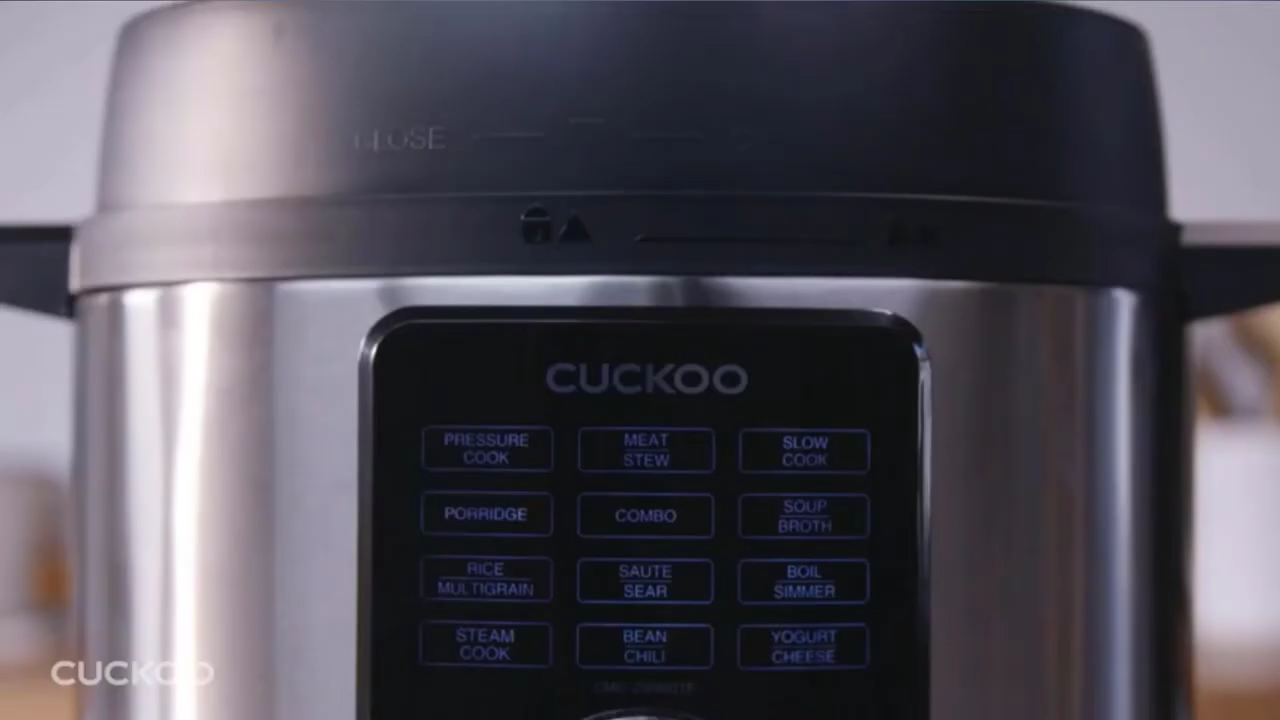 CLOSE
CUCKOO
PRESSURE
COOK
MEAT
STEW
SLOW
COOK
PORRIDGE
COMBO
SOUP
BROTH
RICE
MULTIGRAIN
SAUTE
SEAR
BOIL
SIMMER
STEAM
COOK
BEAN
CHILI
YOGURT
CHEESE
CUCKOO